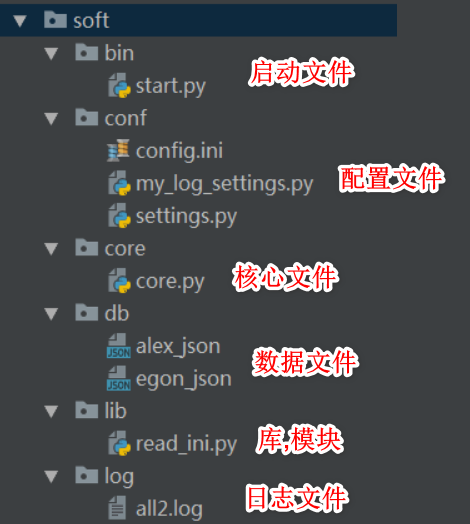 soft
bin
start.py
启动文件
conf
config.ini
my_log_settings.py
配置文件
settings.py
core
core.py
核心文件
db
alex_json
数据文件
egon_json
lib
read_ini.py
库,模块
log
日志文件
all2.log